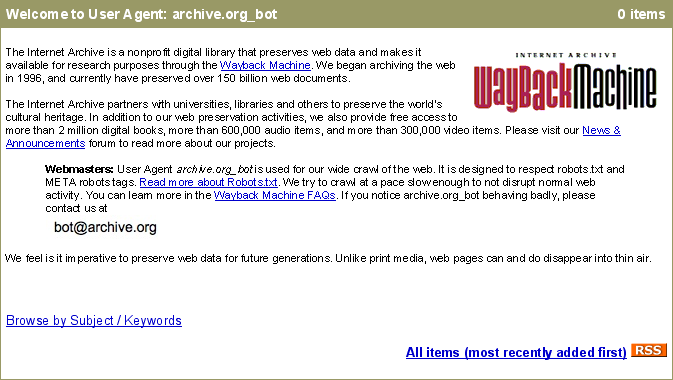 Welcome to User Agent: archive.org_bot
0 items
The Internet Archive is a nonprofit digital library that preserves web data and makes it
available for research purposes through the Wayback Machine. We began archiving the web
in 1996, and currently have preserved over 150 billion web documents.
INTERNET ARCHIVE
WayBackMachine
The Internet Archive partners with universities, libraries and others to preserve the world's
cultural heritage. In addition to our web preservation activities, we also provide free access to
more than 2 million digital books, more than 600,000 audio items, and more than 300,000 video items. Please visit our News &
Announcements forum to read more about our projects.
Webmasters: User Agent archive.org_bot is used for our wide crawl of the web. It is designed to respect robots.txt and
META robots tags. Read more about Robots.txt. We try to crawl at a pace slow enough to not disrupt normal web
activity. You can learn more in the Wayback Machine FAQs. If you notice archive.org_bot behaving badly, please
contact us at
bot@archive.org
We feel is it imperative to preserve web data for future generations. Unlike print media, web pages can and do disappear into thin air.
Browse by Subject / Keywords
All items (most recently added first) RSS